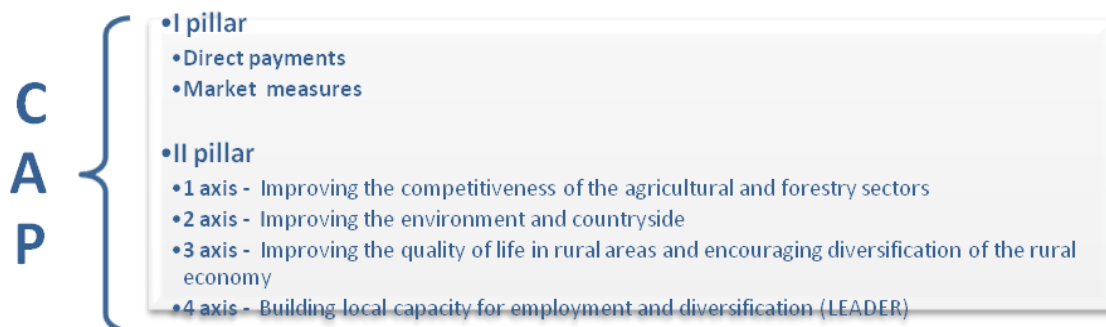 C
A
P
•I pillar
•Direct payments
•Market measures
•II pillar
•1 axis - Improving the competitiveness of the agricultural and forestry sectors
•2 axis - Improving the environment and countryside
•3 axis - Improving the quality of life in rural areas and encouraging diversification of the rural
economy
•4 axis - Building local capacity for employment and diversification (LEADER)